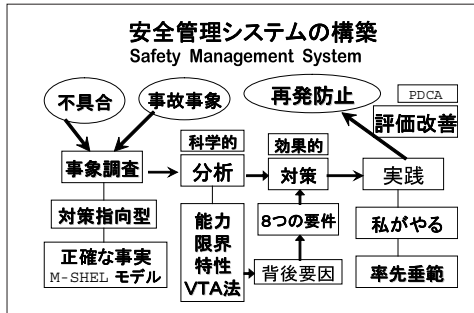 安全管理システムの構築
Safety Management System
不具合
事故事象
再発防止
PDCA
評価改善
科学的
効果的
事象調査
分析
対策
実践
対策指向型
能力
限界
特性
VTA法
8つの要件
私がやる
正確な事実
M-SHEL モデル
背後要因
率先垂範